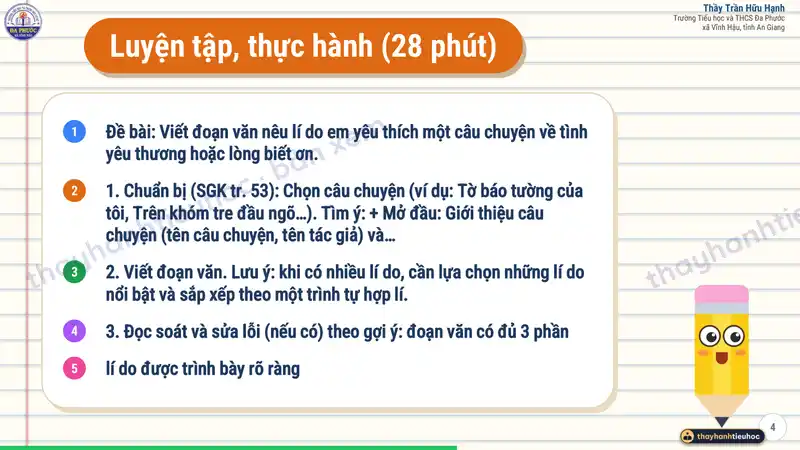 Thầy Trần Hữu Hạnh
Trường Tiểu học và THCS Đa Phước
xã Vĩnh Hậu, tỉnh An Giang
ĐA PHƯỚC
Luyện tập, thực hành (28 phút)
1 Đề bài: Viết đoạn văn nêu lí do em yêu thích một câu chuyện về tình
yêu thương hoặc lòng biết ơn.
2 1. Chuẩn bị (SGK tr. 53): Chọn câu chuyện (ví dụ: Tờ báo tường của
tôi, Trên khóm tre đầu ngõ…). Tìm ý: + Mở đầu: Giới thiệu câu
chuyện (tên câu chuyện, tên tác giả) và…
3 2. Viết đoạn văn. Lưu ý: khi có nhiều lí do, cần lựa chọn những lí do
nổi bật và sắp xếp theo một trình tự hợp lí.
4 3. Đọc soát và sửa lỗi (nếu có) theo gợi ý: đoạn văn có đủ 3 phần
5 lí do được trình bày rõ ràng
thayhanhtieuhoc · bản xem
thayhanhtie
thayhanhtieuhoc
4